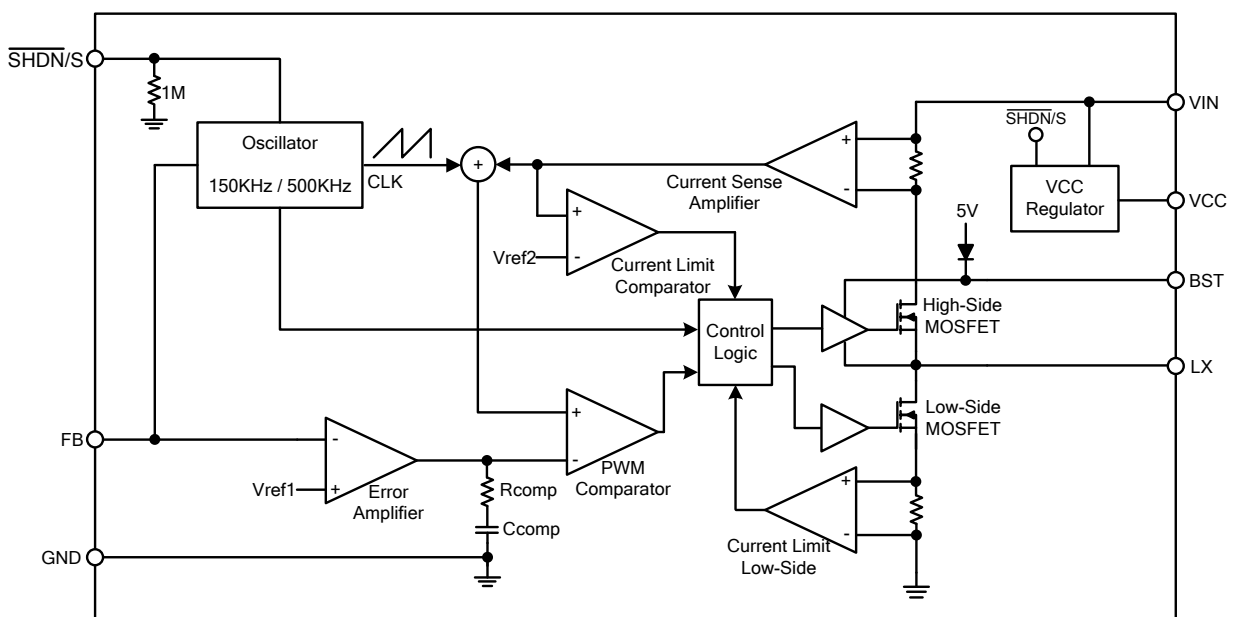 SHDN/S
1M
Oscillator
150KHz / 500KHz
CLK
+
+
-
Current Sense
Amplifier
VIN
SHDN/S
VCC
Regulator
VCC
5V
+
-
Vref2
Current Limit
Comparator
BST
High-Side
MOSFET
Control
Logic
LX
Low-Side
MOSFET
FB
-
+
Vref1
Error
Amplifier
+
-
PWM
Comparator
Rcomp
Ccomp
+
-
Current Limit
Low-Side
GND